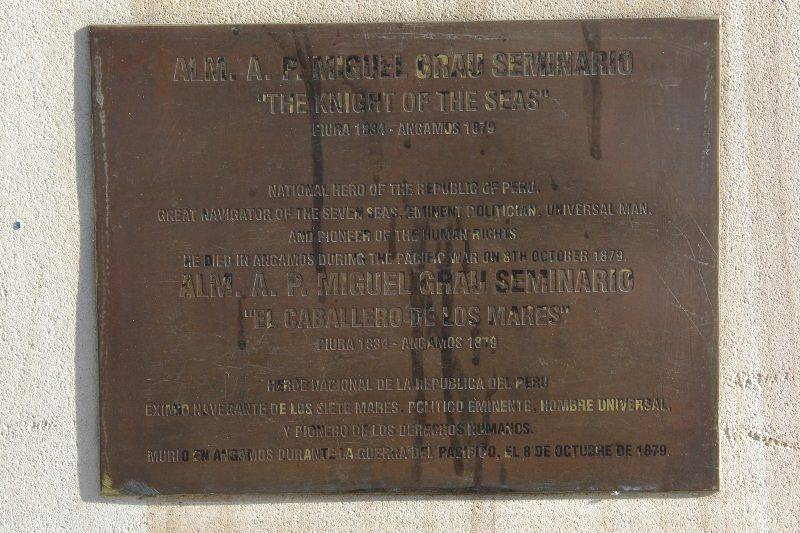 ALM. A. P. MIGUEL GRAU SEMINARIO
"THE KNIGHT OF THE SEAS"
PIURA 1834 - ANGAMOS 1879
NATIONAL HERO OF THE REPUBLIC OF PERU.
GREAT NAVIGATOR OF THE SEVEN SEAS, EMINENT POLITICIAN, UNIVERSAL MAN,
AND PIONEER OF THE HUMAN RIGHTS
HE DIED IN ANGAMOS DURING THE PACIFIC WAR ON 8TH OCTOBER 1879.
ALM. A. P. MIGUEL GRAU SEMINARIO
"EL CABALLERO DE LOS MARES"
PIURA 1834 - ANGAMOS 1879
HEROE NACIONAL DE LA REPUBLICA DEL PERU
EXIMIO NAVEGANTE DE LOS SIETE MARES, POLITICO EMINENTE, HOMBRE UNIVERSAL,
Y PIONERO DE LOS DERECHOS HUMANOS.
MURIO EN ANGAMOS DURANTE LA GUERRA DEL PACIFICO, EL 8 DE OCTUBRE DE 1879.